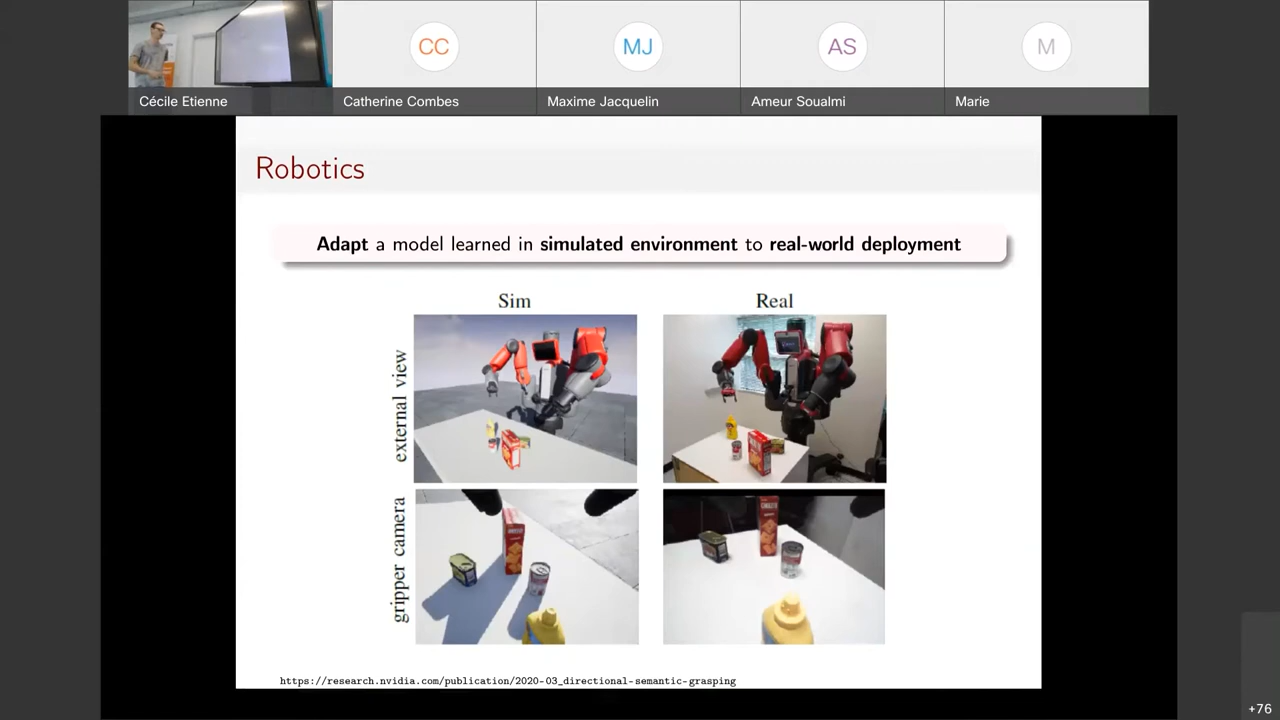 CC
MJ
AS
M
Cécile Etienne
Catherine Combes
Maxime Jacquelin
Ameur Soualmi
Marie
Robotics
Adapt a model learned in simulated environment to real-world deployment
Sim
Real
external view
gripper camera
https://research.nvidia.com/publication/2020-03_directional-semantic-grasping
+76